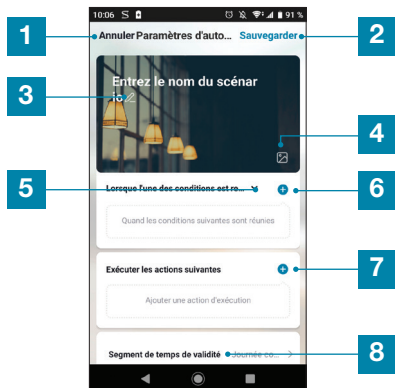 10:06 S 91 %
1
2
Annuler Paramètres d'auto... Sauvegarder
3
Entrez le nom du scénar
io
4
5
Lorsque l'une des conditions est re...
6
Quand les conditions suivantes sont réunies
7
Exécuter les actions suivantes
Ajouter une action d'exécution
8
Segment de temps de validité Journée co...